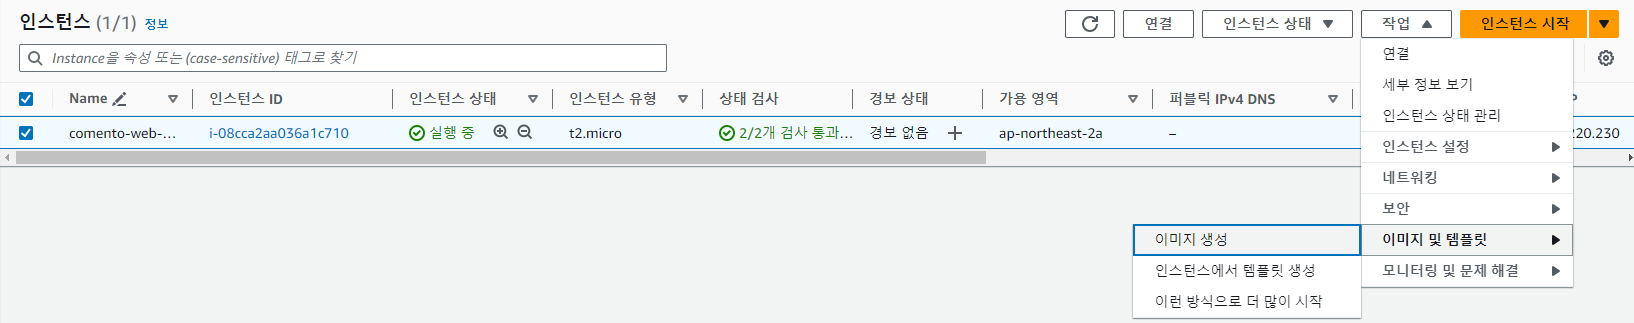 인스턴스 (1/1) 정보
연결 인스턴스 상태 작업 인스턴스 시작
Instance을 속성 또는 (case-sensitive) 태그로 찾기
Name 인스턴스 ID 인스턴스 상태 인스턴스 유형 상태 검사 경보 상태 가용 영역 퍼블릭 IPv4 DNS P
comento-web-... i-08cca2aa036a1c710 실행 중 t2.micro 2/2개 검사 통과... 경보 없음 ap-northeast-2a – 20.230
연결
세부 정보 보기
인스턴스 상태 관리
인스턴스 설정
네트워킹
보안
이미지 및 템플릿
모니터링 및 문제 해결
이미지 생성
인스턴스에서 템플릿 생성
이런 방식으로 더 많이 시작